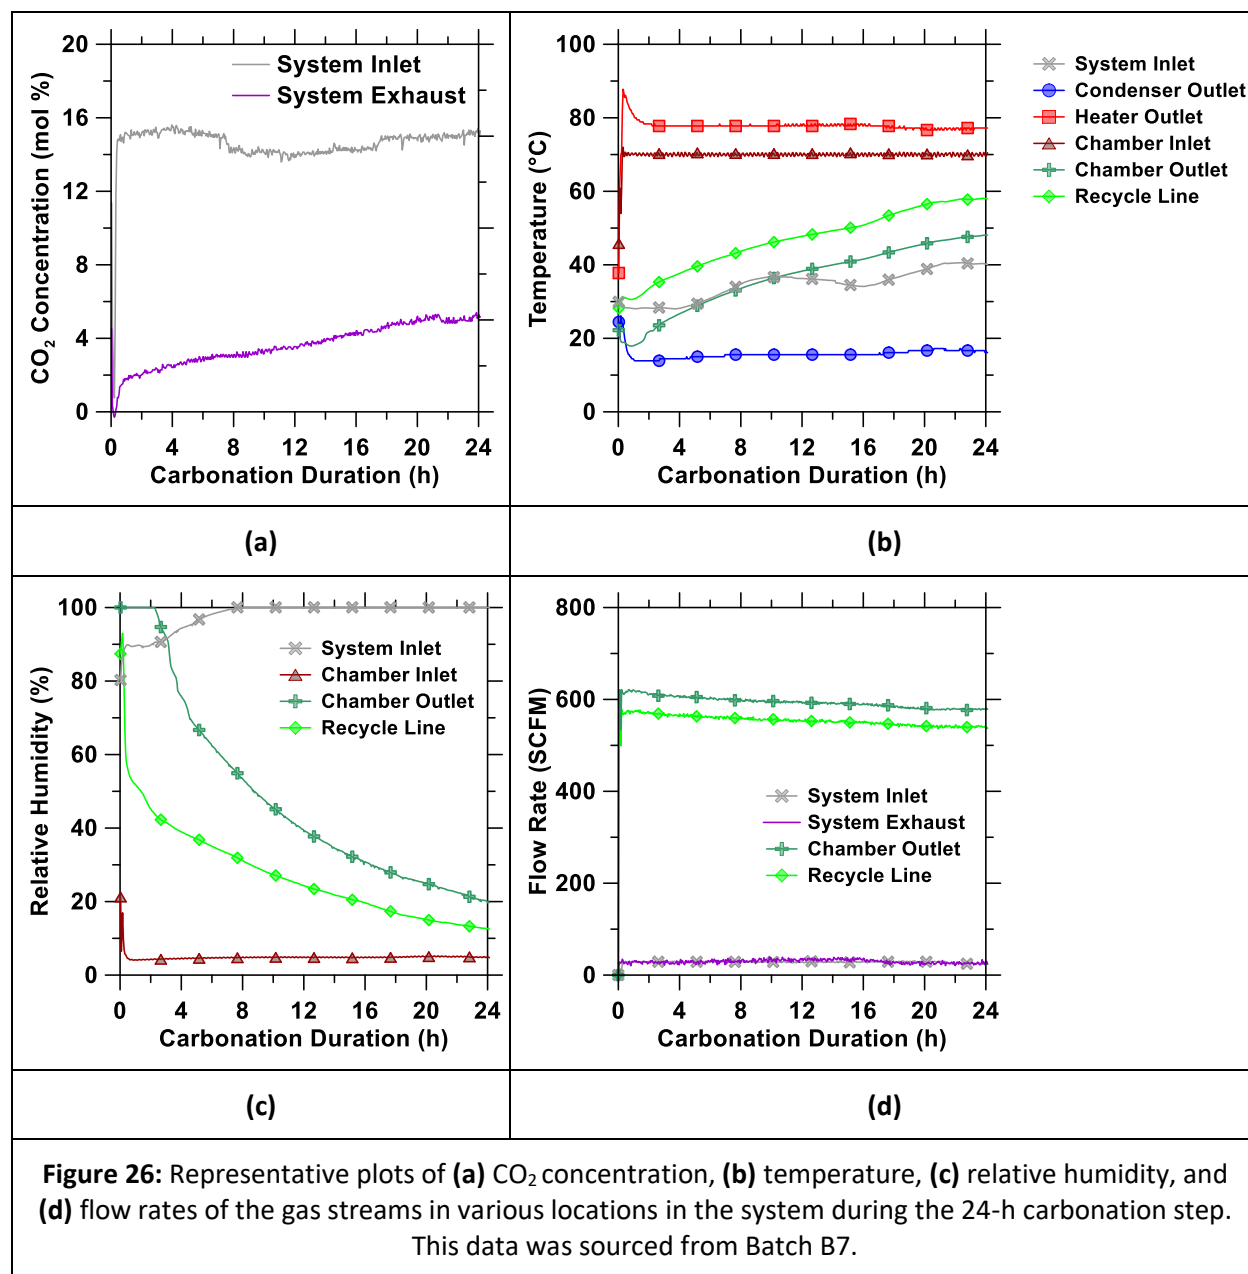 20
16
12
8
4
0
CO2 Concentration (mol %)
System Inlet
System Exhaust
0 4 8 12 16 20 24
Carbonation Duration (h)
100
80
60
40
20
0
Temperature (°C)
0 4 8 12 16 20 24
Carbonation Duration (h)
System Inlet
Condenser Outlet
Heater Outlet
Chamber Inlet
Chamber Outlet
Recycle Line
(a)
(b)
100
80
60
40
20
0
Relative Humidity (%)
System Inlet
Chamber Inlet
Chamber Outlet
Recycle Line
0 4 8 12 16 20 24
Carbonation Duration (h)
800
600
400
200
0
Flow Rate (SCFM)
System Inlet
System Exhaust
Chamber Outlet
Recycle Line
0 4 8 12 16 20 24
Carbonation Duration (h)
(c)
(d)
Figure 26: Representative plots of (a) CO2 concentration, (b) temperature, (c) relative humidity, and
(d) flow rates of the gas streams in various locations in the system during the 24-h carbonation step.
This data was sourced from Batch B7.